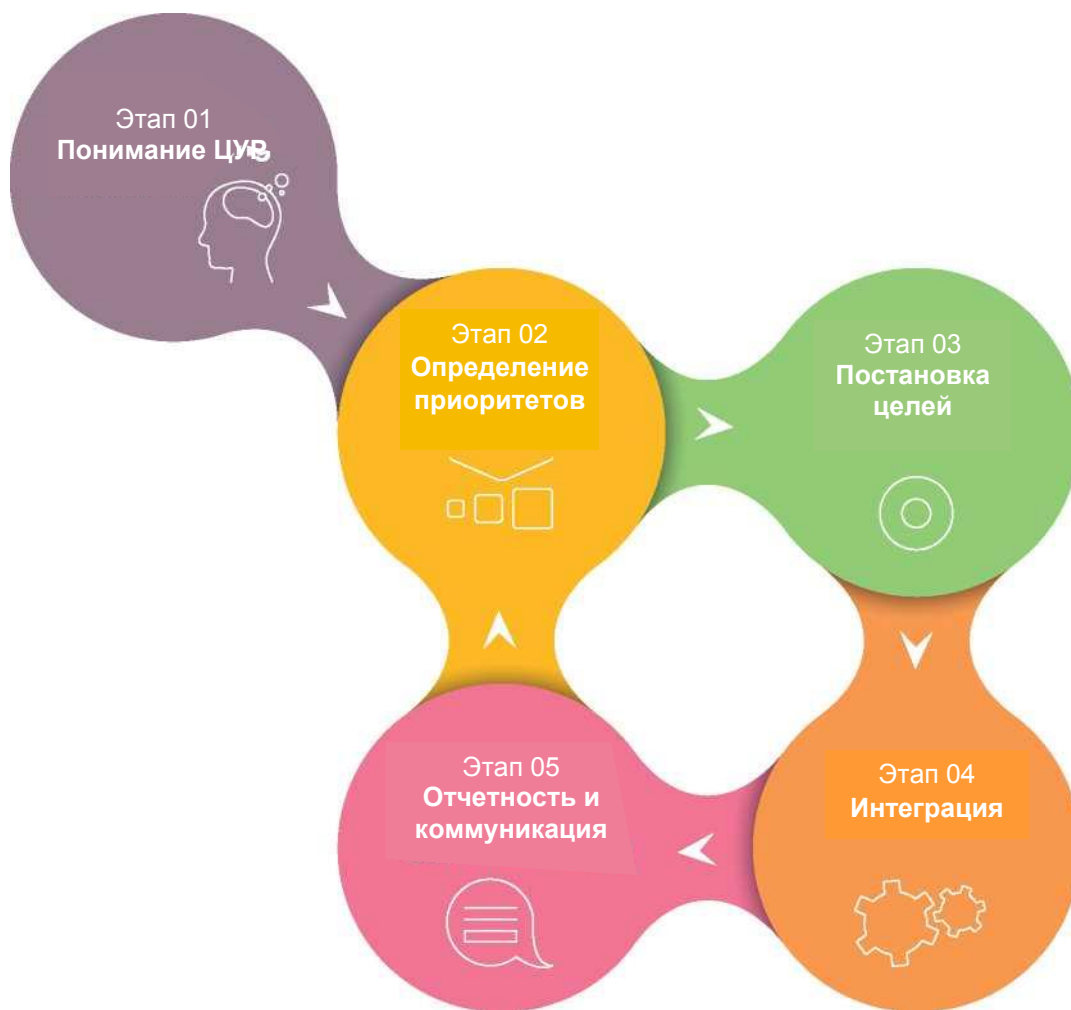 Этап 01
Понимание ЦУР
Этап 02
Определение
приоритетов
Этап 03
Постановка
целей
Этап 04
Интеграция
Этап 05
Отчетность и
коммуникация